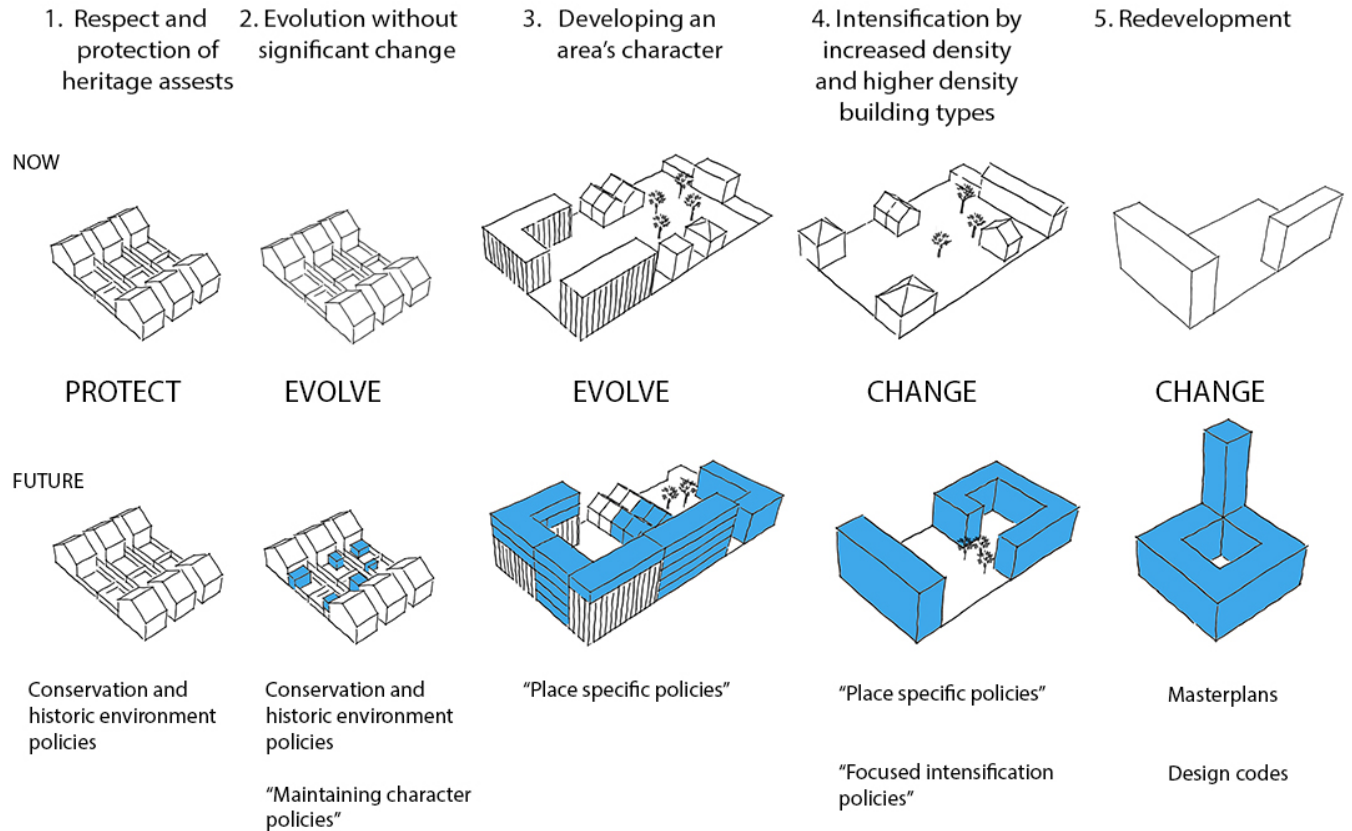 1. Respect and
protection of
heritage assests
2. Evolution without
significant change
3. Developing an
area's character
4. Intensification by
increased density
and higher density
building types
5. Redevelopment
NOW
PROTECT
EVOLVE
EVOLVE
CHANGE
CHANGE
FUTURE
Conservation and
historic environment
policies
Conservation and
historic environment
policies
“Maintaining character
policies”
“Place specific policies”
“Place specific policies”
“Focused intensification
policies”
Masterplans
Design codes